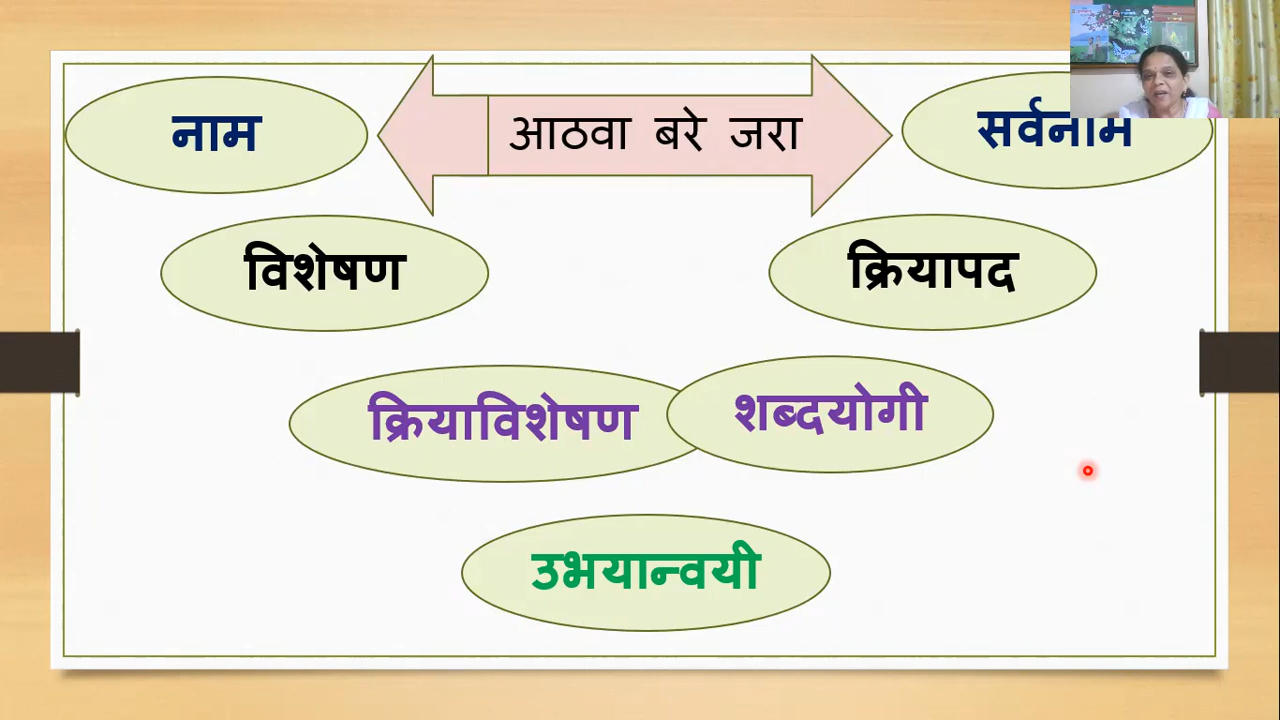 नाम
आठवा बरे जरा
सर्वनाम
विशेषण
क्रियापद
क्रियाविशेषण
शब्दयोगी
उभयान्वयी